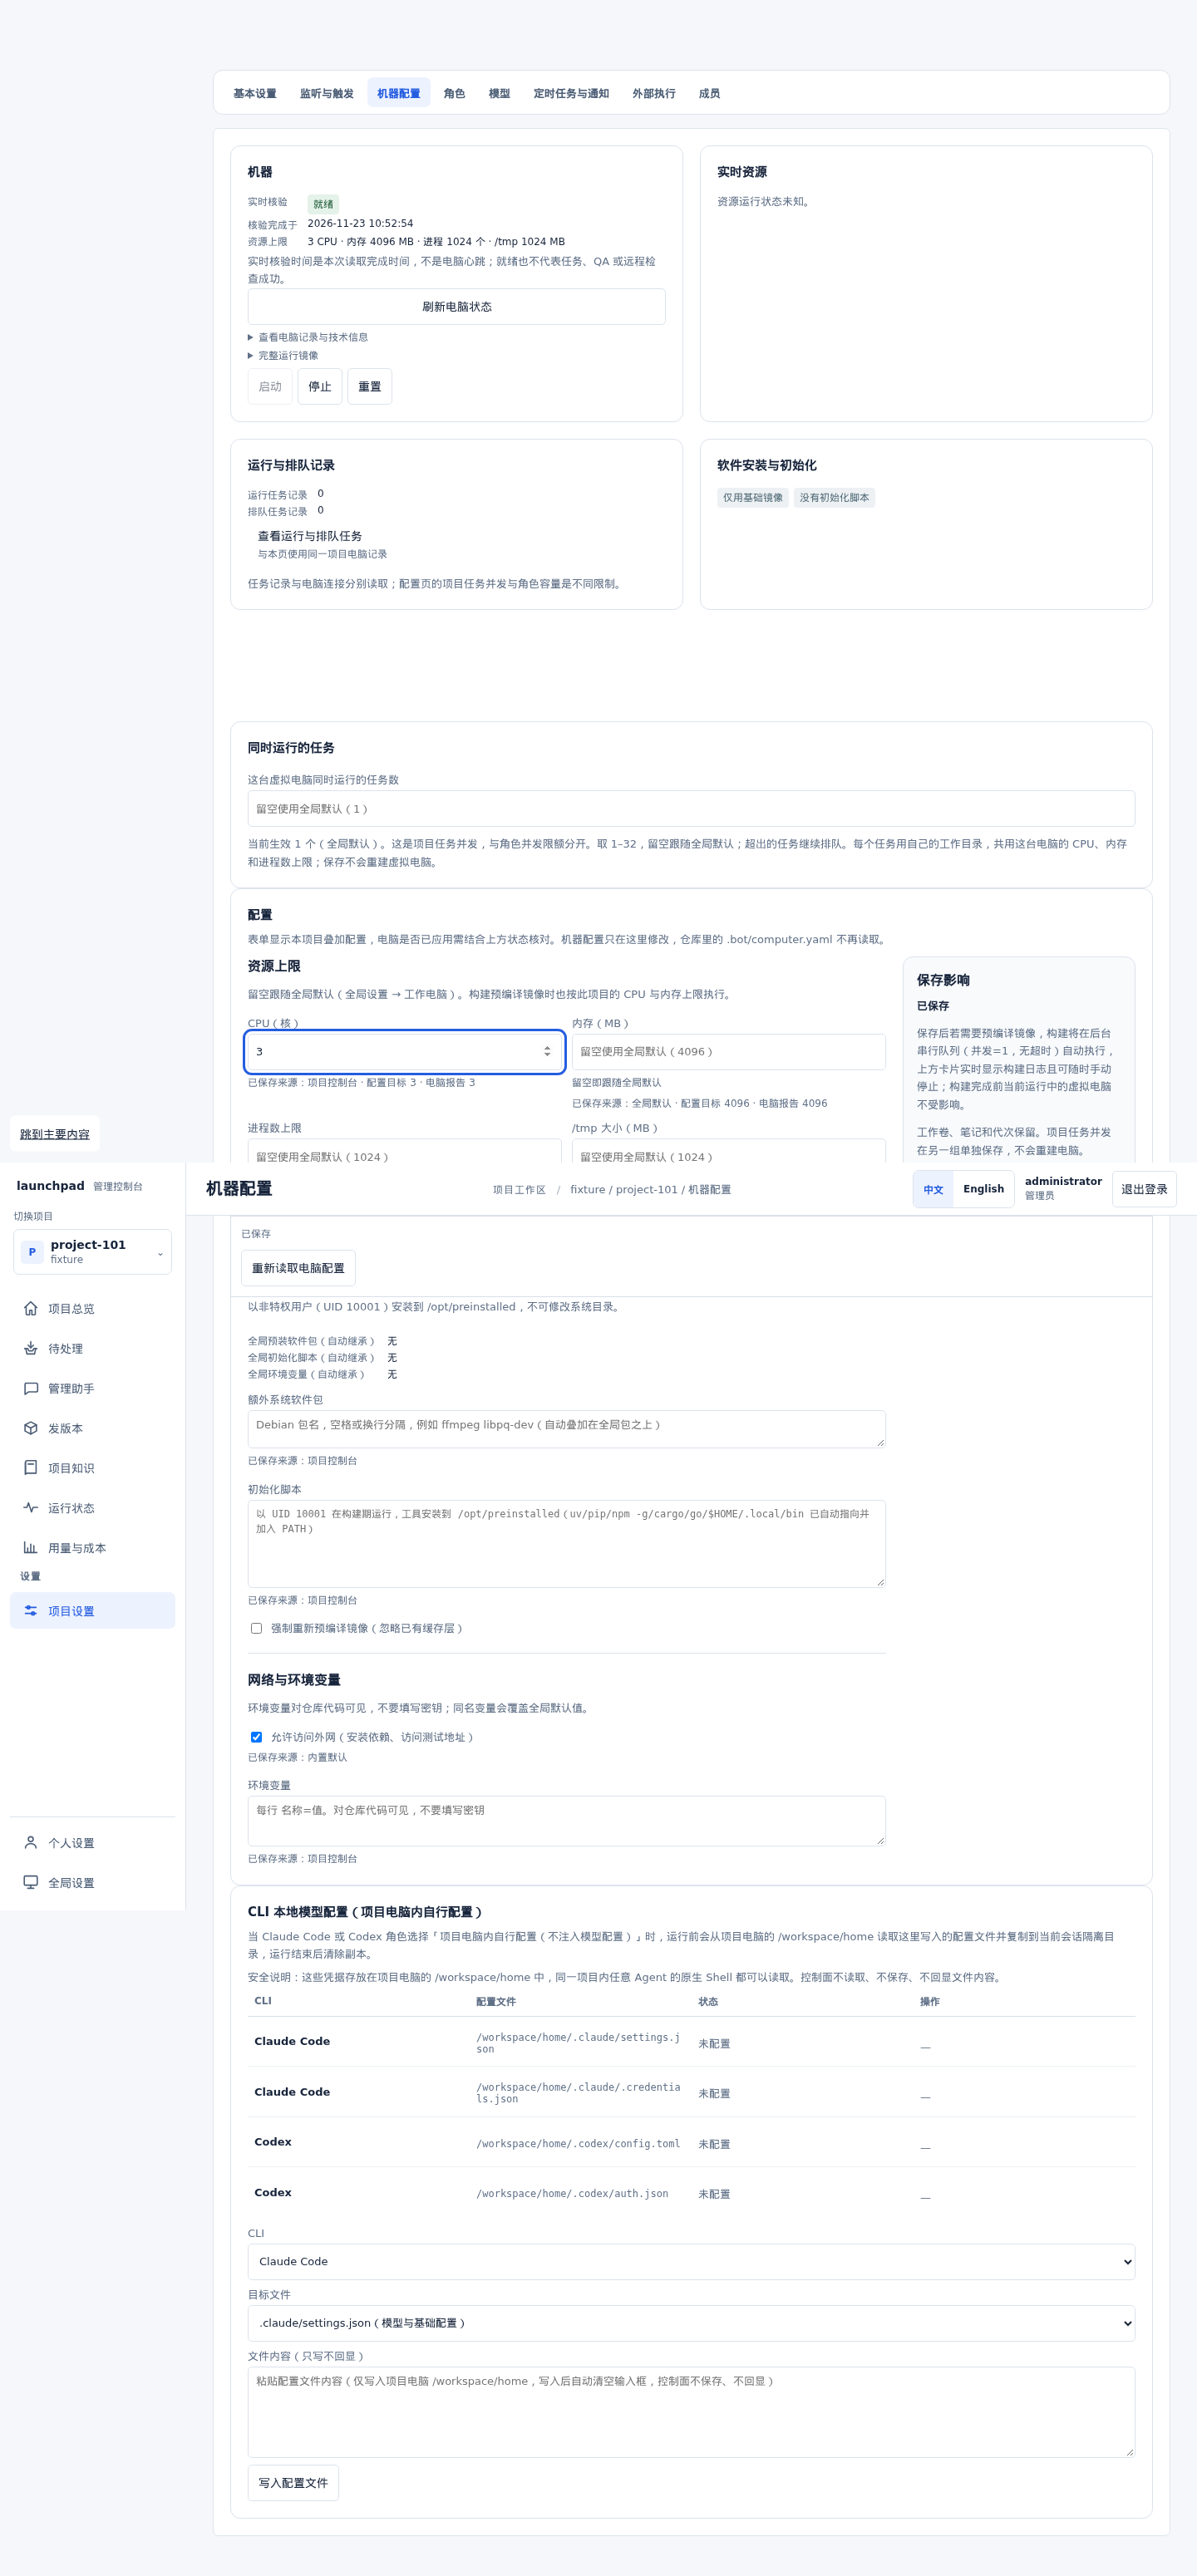 基本设置 监听与触发 机器配置 角色 模型 定时任务与通知 外部执行 成员
机器
实时核验 就绪
核验完成于 2026-11-23 10:52:54
资源上限 3 CPU · 内存 4096 MB · 进程 1024 个 · /tmp 1024 MB
实时核验时间是本次读取完成时间，不是电脑心跳；就绪也不代表任务、QA 或远程检
查成功。
刷新电脑状态
查看电脑记录与技术信息
完整运行镜像
启动 停止 重置
实时资源
资源运行状态未知。
运行与排队记录
运行任务记录 0
排队任务记录 0
查看运行与排队任务
与本页使用同一项目电脑记录
任务记录与电脑连接分别读取；配置页的项目任务并发与角色容量是不同限制。
软件安装与初始化
仅用基础镜像 没有初始化脚本
同时运行的任务
这台虚拟电脑同时运行的任务数
留空使用全局默认（1）
当前生效 1 个（全局默认）。这是项目任务并发，与角色并发限额分开。取 1–32，留空跟随全局默认；超出的任务继续排队。每个任务用自己的工作目录，共用这台电脑的 CPU、内存
和进程数上限；保存不会重建虚拟电脑。
配置
表单显示本项目叠加配置，电脑是否已应用需结合上方状态核对。机器配置只在这里修改，仓库里的 .bot/computer.yaml 不再读取。
资源上限
留空跟随全局默认（全局设置 → 工作电脑）。构建预编译镜像时也按此项目的 CPU 与内存上限执行。
CPU（核） 内存（MB）
3 留空使用全局默认（4096）
已保存来源：项目控制台 · 配置目标 3 · 电脑报告 3 留空即跟随全局默认
已保存来源：全局默认 · 配置目标 4096 · 电脑报告 4096
进程数上限 /tmp 大小（MB）
留空使用全局默认（1024） 留空使用全局默认（1024）
保存影响
已保存
保存后若需要预编译镜像，构建将在后台
串行队列（并发=1，无超时）自动执行，
上方卡片实时显示构建日志且可随时手动
停止；构建完成前当前运行中的虚拟电脑
不受影响。
工作卷、笔记和代次保留。项目任务并发
在另一组单独保存，不会重建电脑。
跳到主要内容
launchpad 管理控制台
切换项目
P project-101
fixture
项目总览
待处理
管理助手
发版本
项目知识
运行状态
用量与成本
设置
项目设置
个人设置
全局设置
机器配置
项目工作区 / fixture / project-101 / 机器配置
中文 English
administrator
管理员
退出登录
已保存
重新读取电脑配置
以非特权用户（UID 10001）安装到 /opt/preinstalled，不可修改系统目录。
全局预装软件包（自动继承） 无
全局初始化脚本（自动继承） 无
全局环境变量（自动继承） 无
额外系统软件包
Debian 包名，空格或换行分隔，例如 ffmpeg libpq-dev（自动叠加在全局包之上）
已保存来源：项目控制台
初始化脚本
以 UID 10001 在构建期运行，工具安装到 /opt/preinstalled（uv/pip/npm -g/cargo/go/$HOME/.local/bin 已自动指向并
加入 PATH）
已保存来源：项目控制台
强制重新预编译镜像（忽略已有缓存层）
网络与环境变量
环境变量对仓库代码可见，不要填写密钥；同名变量会覆盖全局默认值。
允许访问外网（安装依赖、访问测试地址）
已保存来源：内置默认
环境变量
每行 名称=值。对仓库代码可见，不要填写密钥
已保存来源：项目控制台
CLI 本地模型配置（项目电脑内自行配置）
当 Claude Code 或 Codex 角色选择「项目电脑内自行配置（不注入模型配置）」时，运行前会从项目电脑的 /workspace/home 读取这里写入的配置文件并复制到当前会话隔离目
录，运行结束后清除副本。
安全说明：这些凭据存放在项目电脑的 /workspace/home 中，同一项目内任意 Agent 的原生 Shell 都可以读取。控制面不读取、不保存、不回显文件内容。
CLI 配置文件 状态 操作
Claude Code /workspace/home/.claude/settings.j
son 未配置 —
Claude Code /workspace/home/.claude/.credentia
ls.json 未配置 —
Codex /workspace/home/.codex/config.toml 未配置 —
Codex /workspace/home/.codex/auth.json 未配置 —
CLI
Claude Code
目标文件
.claude/settings.json（模型与基础配置）
文件内容（只写不回显）
粘贴配置文件内容（仅写入项目电脑 /workspace/home，写入后自动清空输入框，控制面不保存、不回显）
写入配置文件